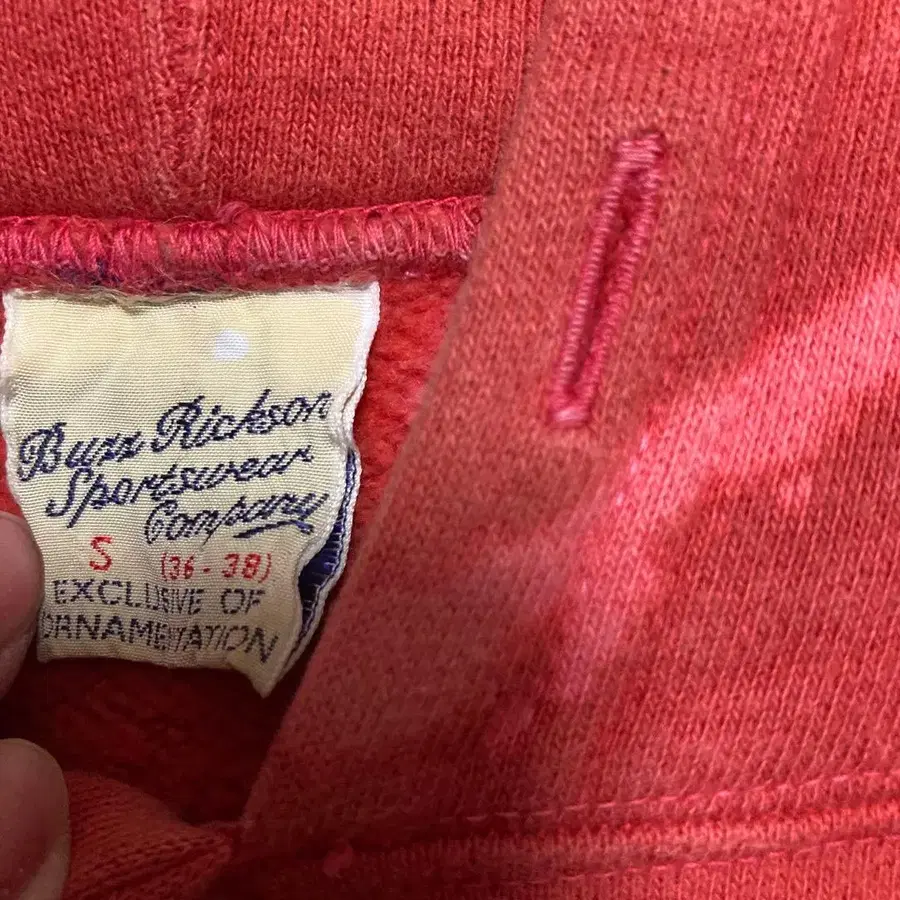 Buzz Rickson
Sportswear
Company
S (36-38)
EXCLUSIVE OF
ORNAMENTATION